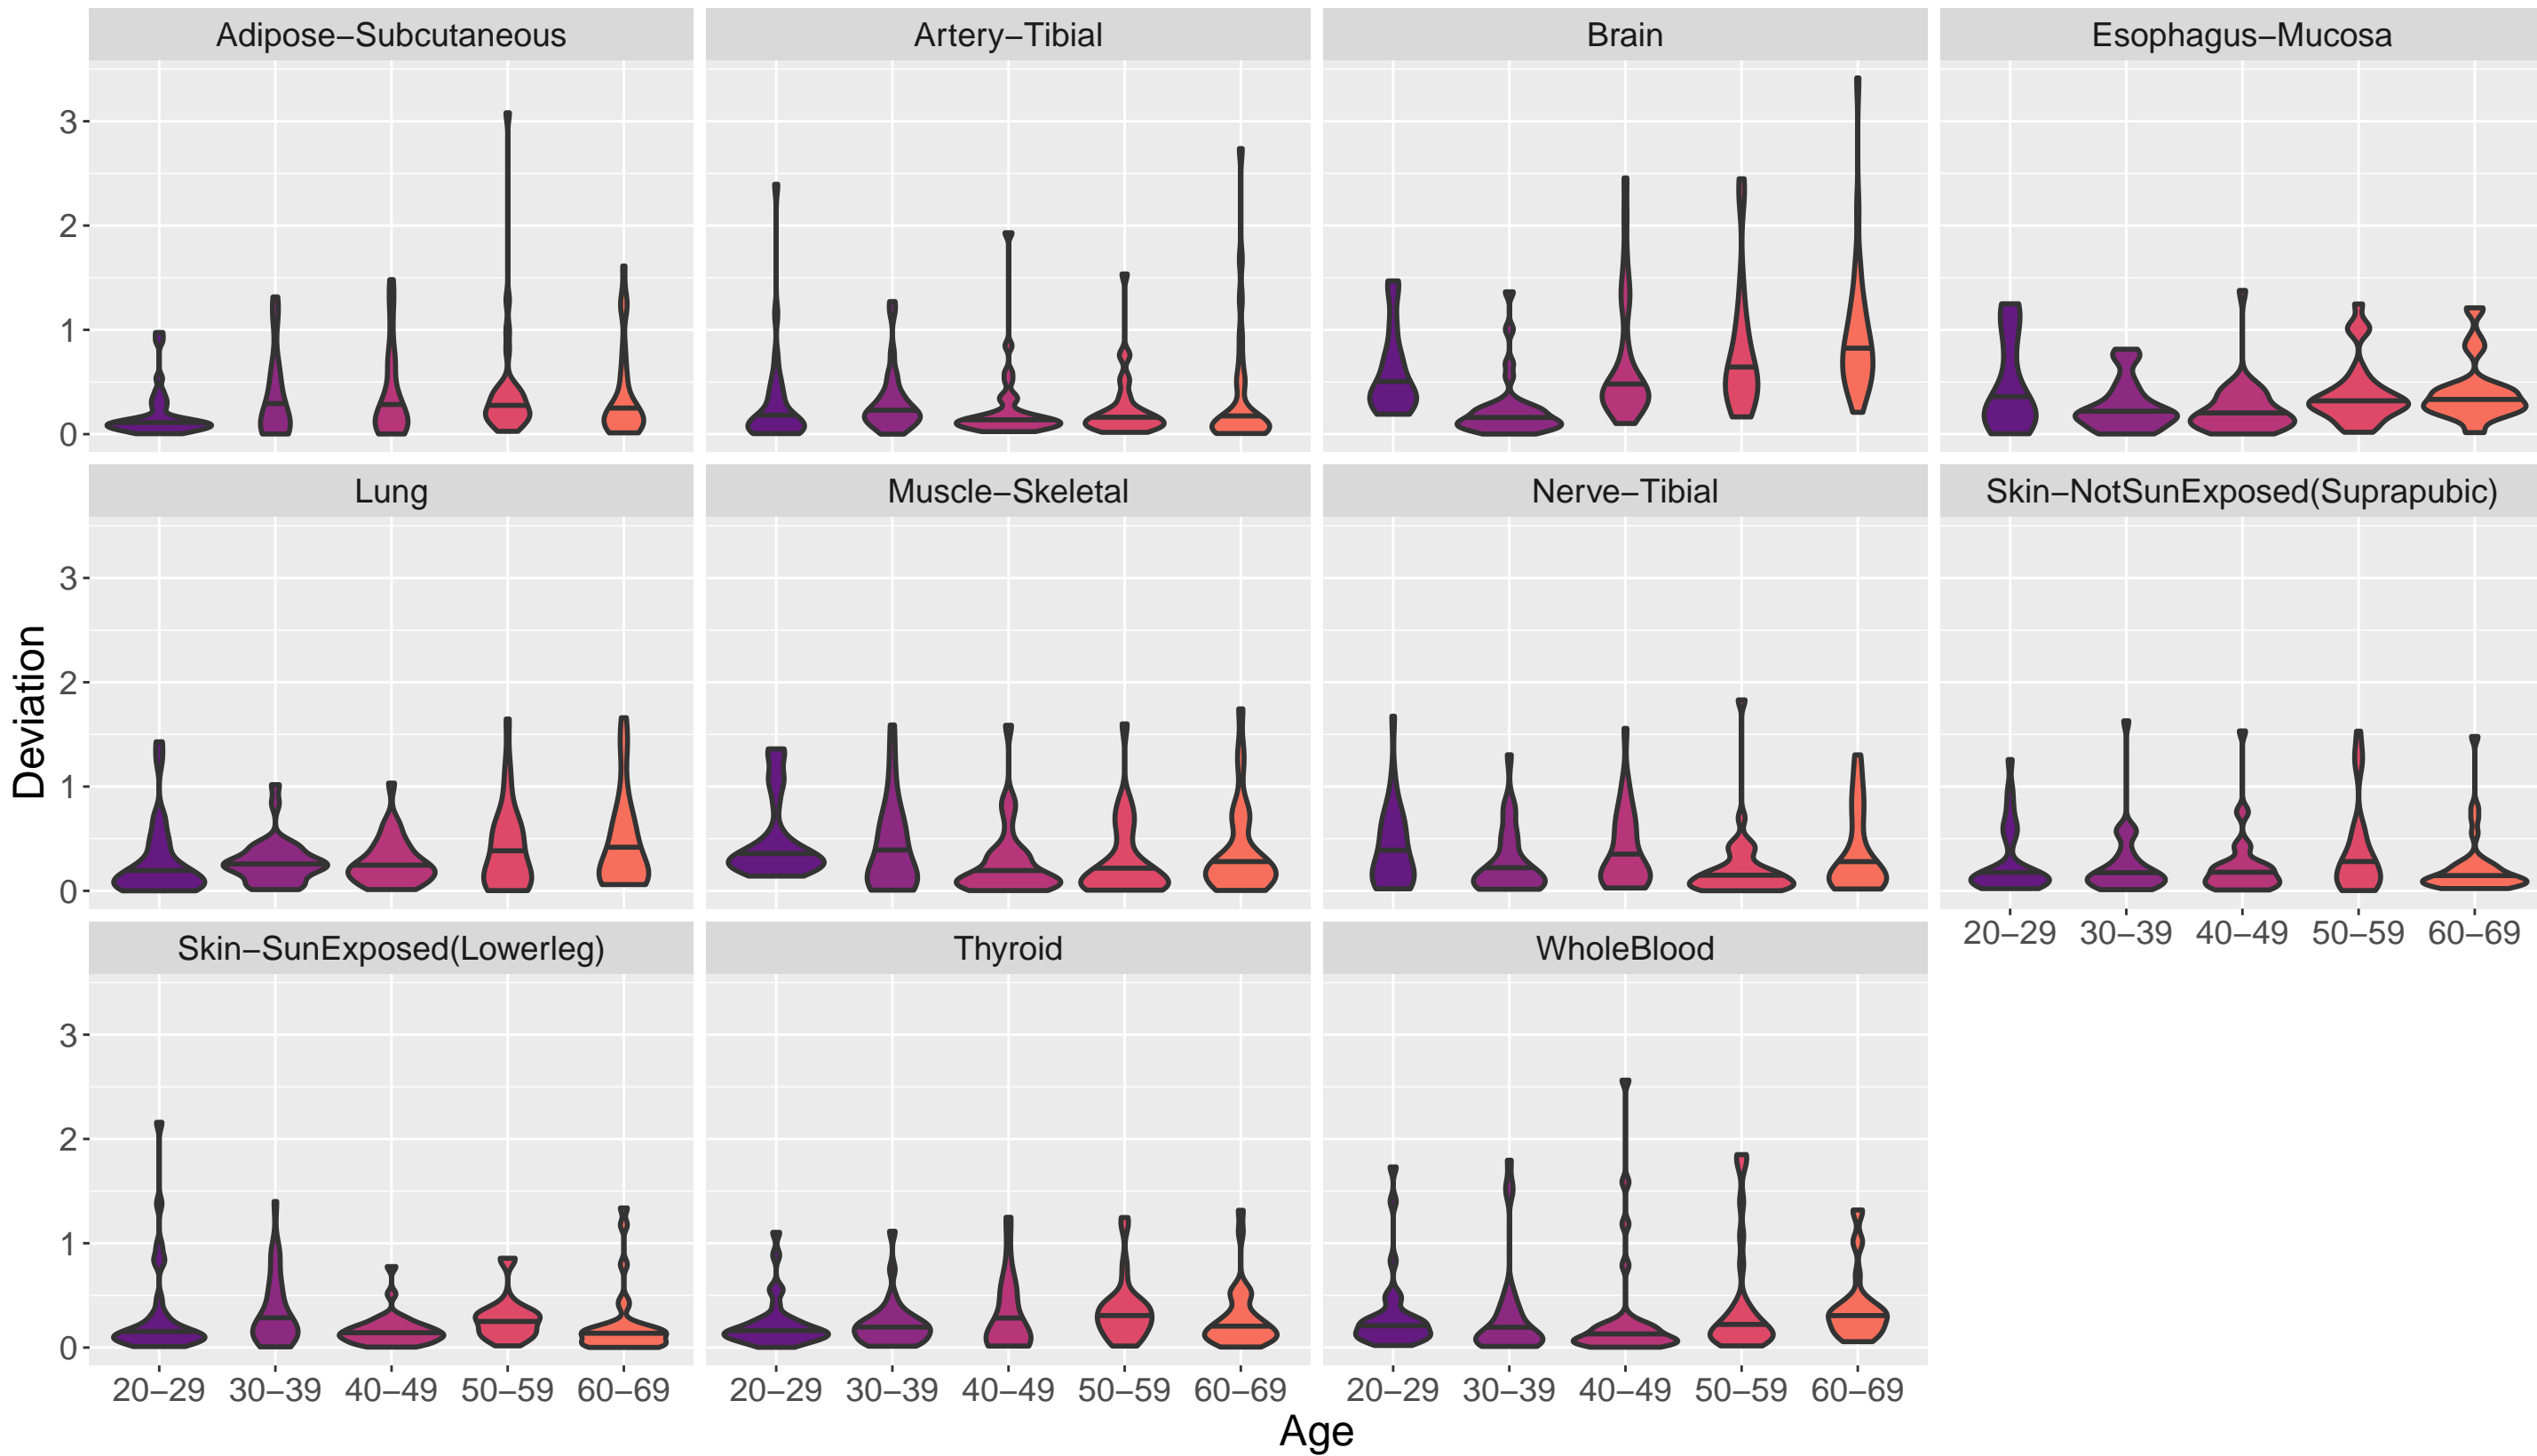 Adipose−Subcutaneous
Artery−Tibial
Brain
Esophagus−Mucosa
3
2
1
0
Lung
Muscle−Skeletal
Nerve−Tibial
Skin−NotSunExposed(Suprapubic)
3
2
1
0
Deviation
20−29 30−39 40−49 50−59 60−69
Skin−SunExposed(Lowerleg)
Thyroid
WholeBlood
3
2
1
0
20−29 30−39 40−49 50−59 60−69
20−29 30−39 40−49 50−59 60−69
20−29 30−39 40−49 50−59 60−69
Age